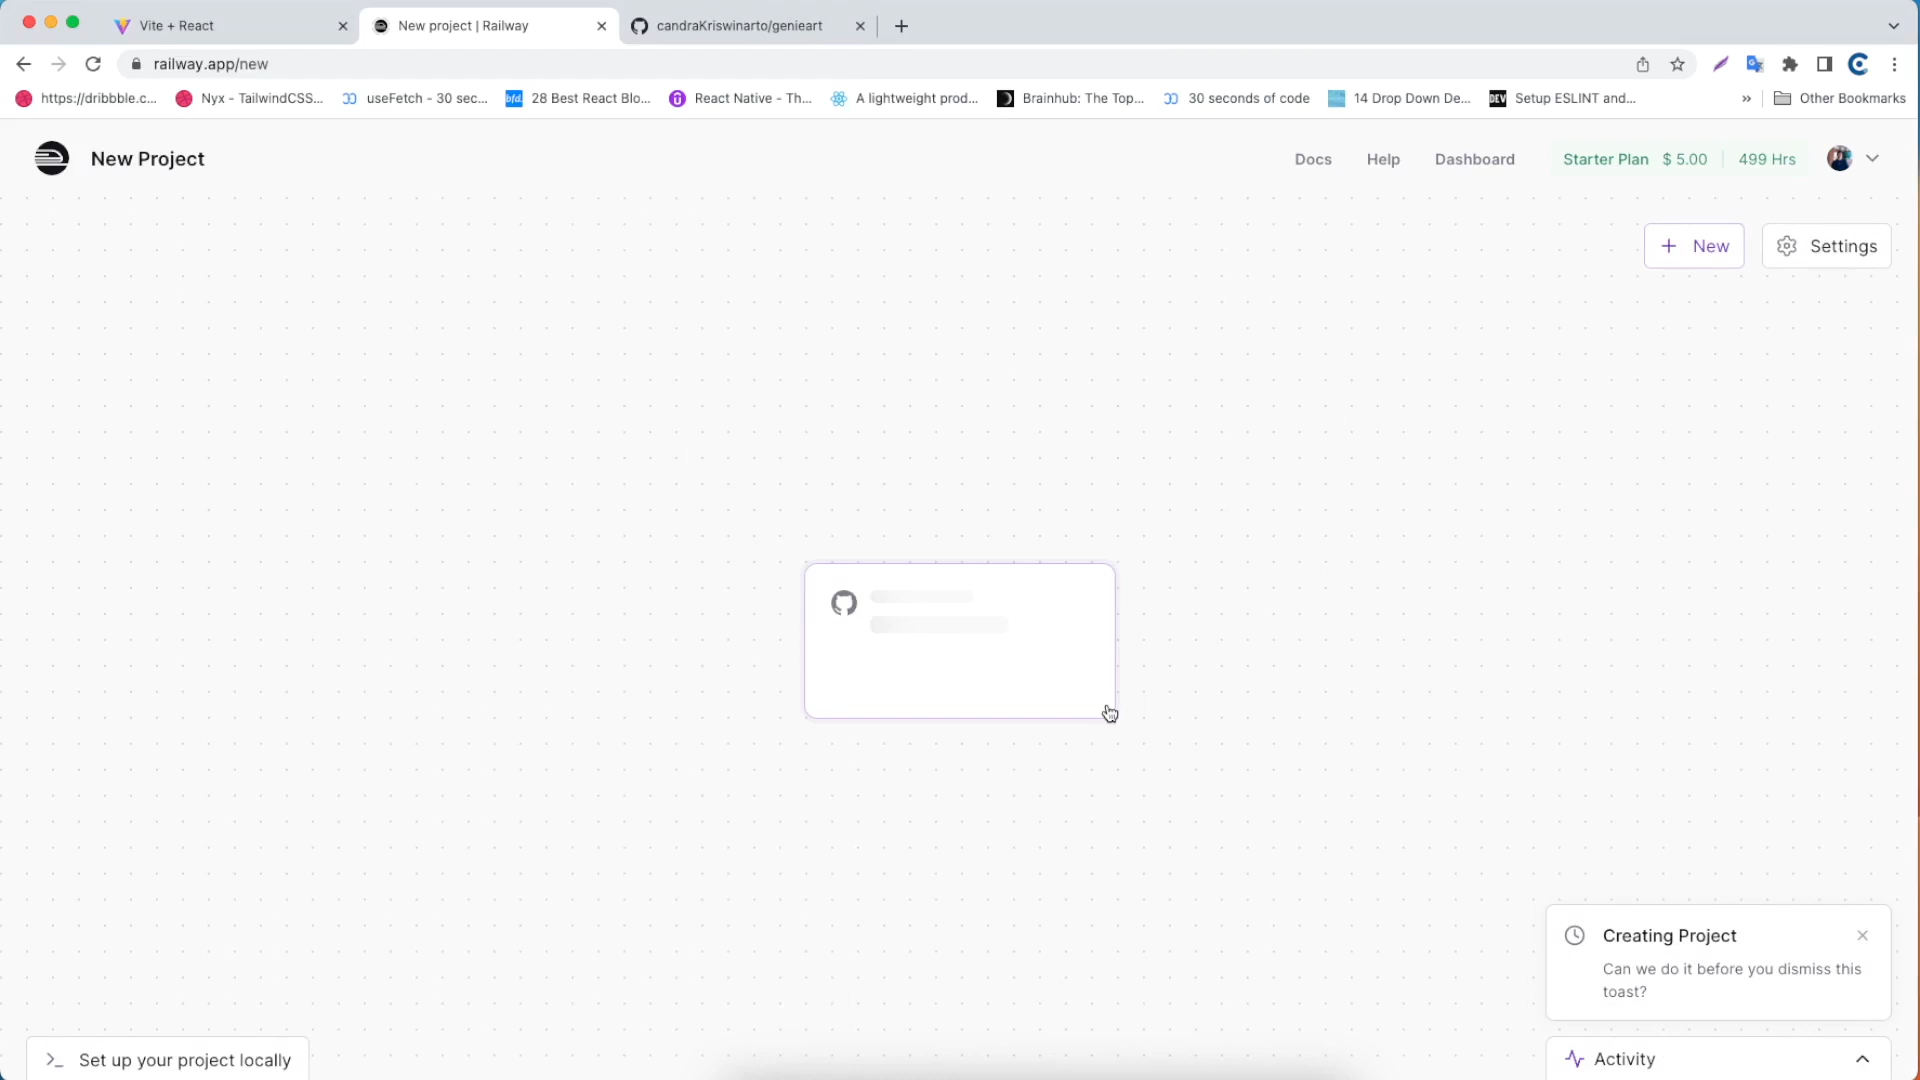 Vite + React
New project | Railway
candraKriswinarto/genieart
railway.app/new
https://dribbble.c...
Nyx - TailwindCSS...
useFetch - 30 sec...
bfd.
28 Best React Blo...
React Native - Th...
A lightweight prod...
Brainhub: The Top...
30 seconds of code
14 Drop Down De...
DEV
Setup ESLINT and...
»
Other Bookmarks
New Project
Docs
Help
Dashboard
Starter Plan $ 5.00
499 Hrs
+ New
Settings
Creating Project
Can we do it before you dismiss this
toast?
>_ Set up your project locally
Activity